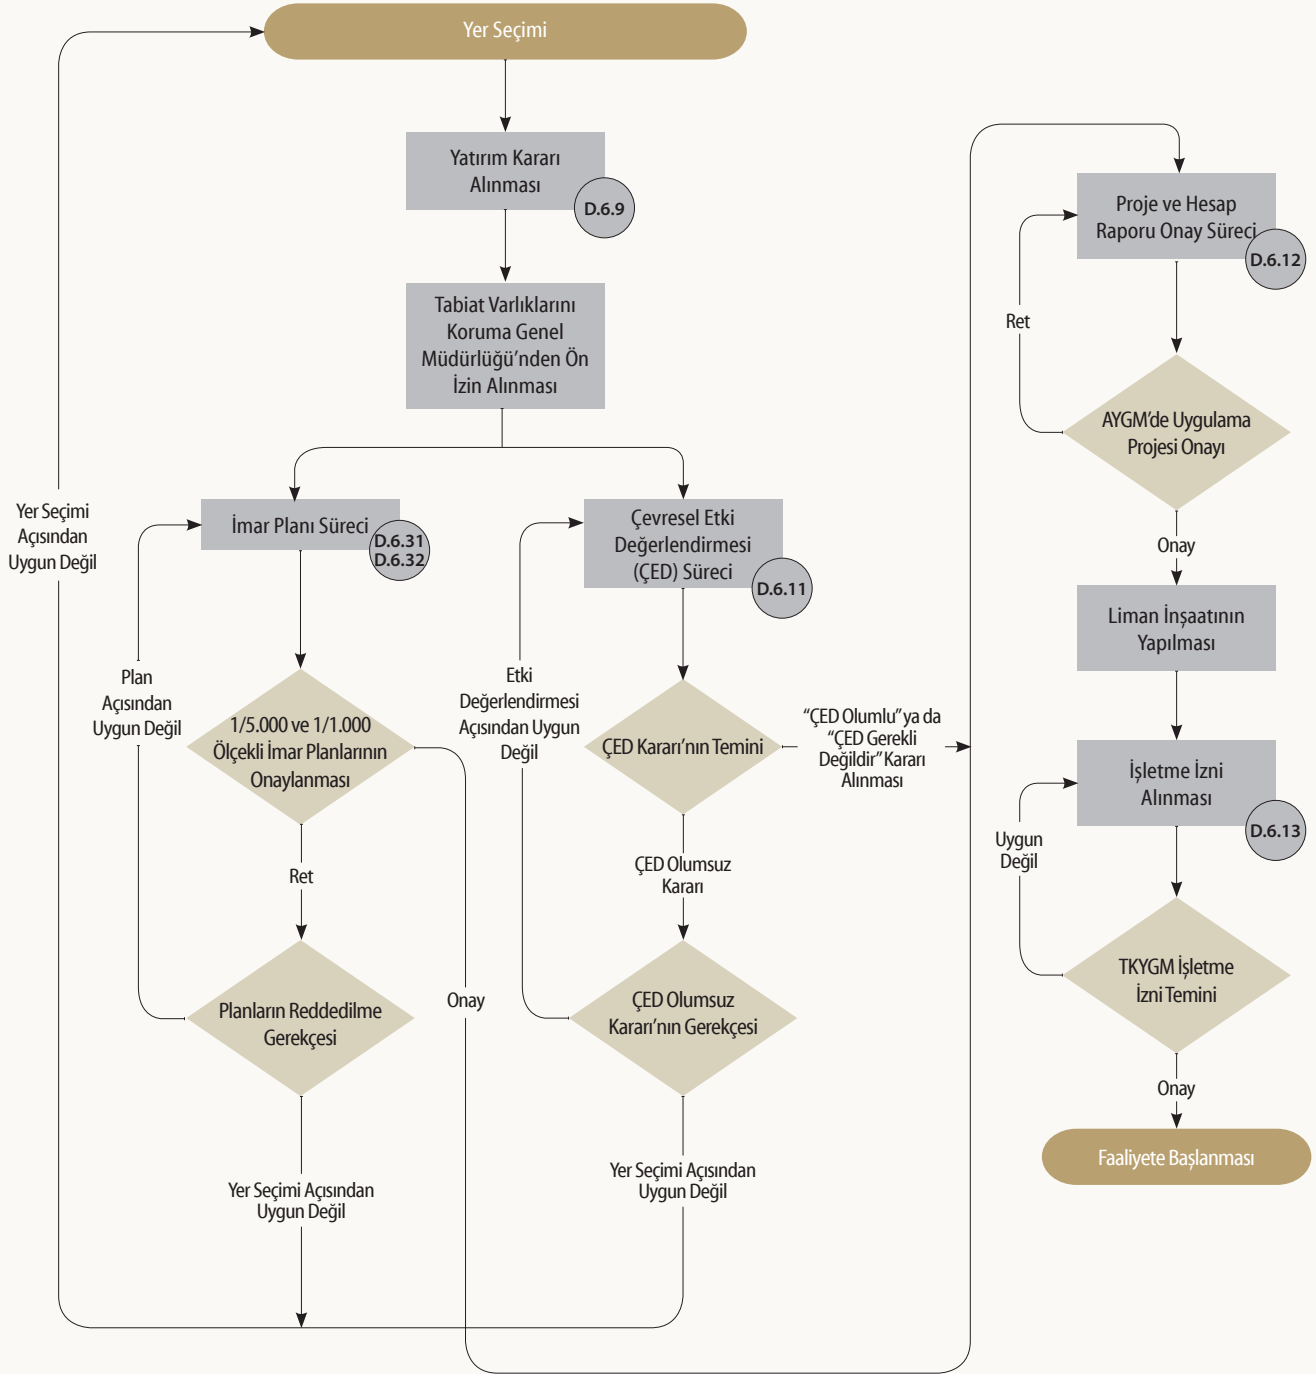 Yer Seçimi
Yatırım Kararı
Alınması
D.6.9
Tabiat Varlıklarını
Koruma Genel
Müdürlüğü’nden Ön
İzin Alınması
Yer Seçimi
Açısından
Uygun Değil
İmar Planı Süreci
D.6.31
D.6.32
Plan
Açısından
Uygun Değil
1/5.000 ve 1/1.000
Ölçekli İmar Planlarının
Onaylanması
Ret
Planların Reddedilme
Gerekçesi
Yer Seçimi Açısından
Uygun Değil
Onay
Çevresel Etki
Değerlendirmesi
(ÇED) Süreci
D.6.11
Etki
Değerlendirmesi
Açısından Uygun
Değil
ÇED Kararı’nın Temini
“ÇED Olumlu” ya da
“ÇED Gerekli
Değildir” Kararı
Alınması
ÇED Olumsuz
Kararı
ÇED Olumsuz
Kararı’nın Gerekçesi
Yer Seçimi Açısından
Uygun Değil
Proje ve Hesap
Raporu Onay Süreci
D.6.12
Ret
AYGM’de Uygulama
Projesi Onayı
Onay
Liman İnşaatının
Yapılması
İşletme İzni
Alınması
D.6.13
Uygun
Değil
TKYGM İşletme
İzni Temini
Onay
Faaliyete Başlanması